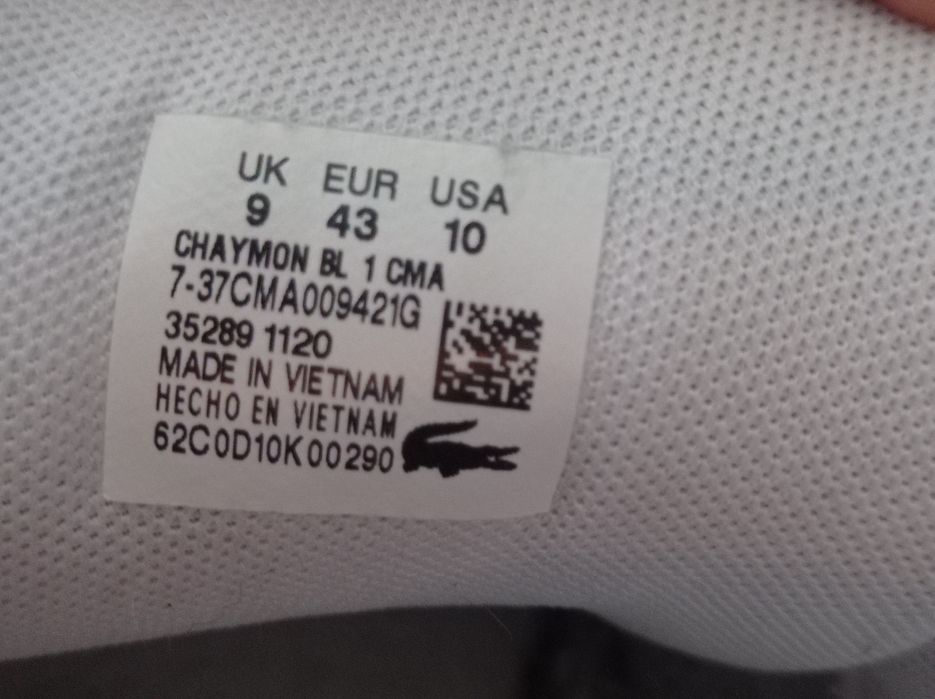 UK EUR USA
9 43 10
CHAYMON BL 1 CMA
7-37CMA009421G
35289 1120
MADE IN VIETNAM
HECHO EN VIETNAM
62C0D10K00290